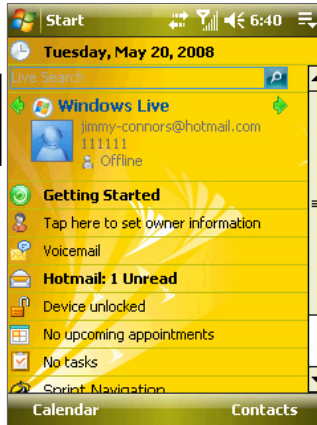 Start 6:40
Tuesday, May 20, 2008
Live Search
Windows Live
jimmy-connors@hotmail.com
111111
Offline
Getting Started
Tap here to set owner information
Voicemail
Hotmail: 1 Unread
Device unlocked
No upcoming appointments
No tasks
Sprint Navigation
Calendar Contacts